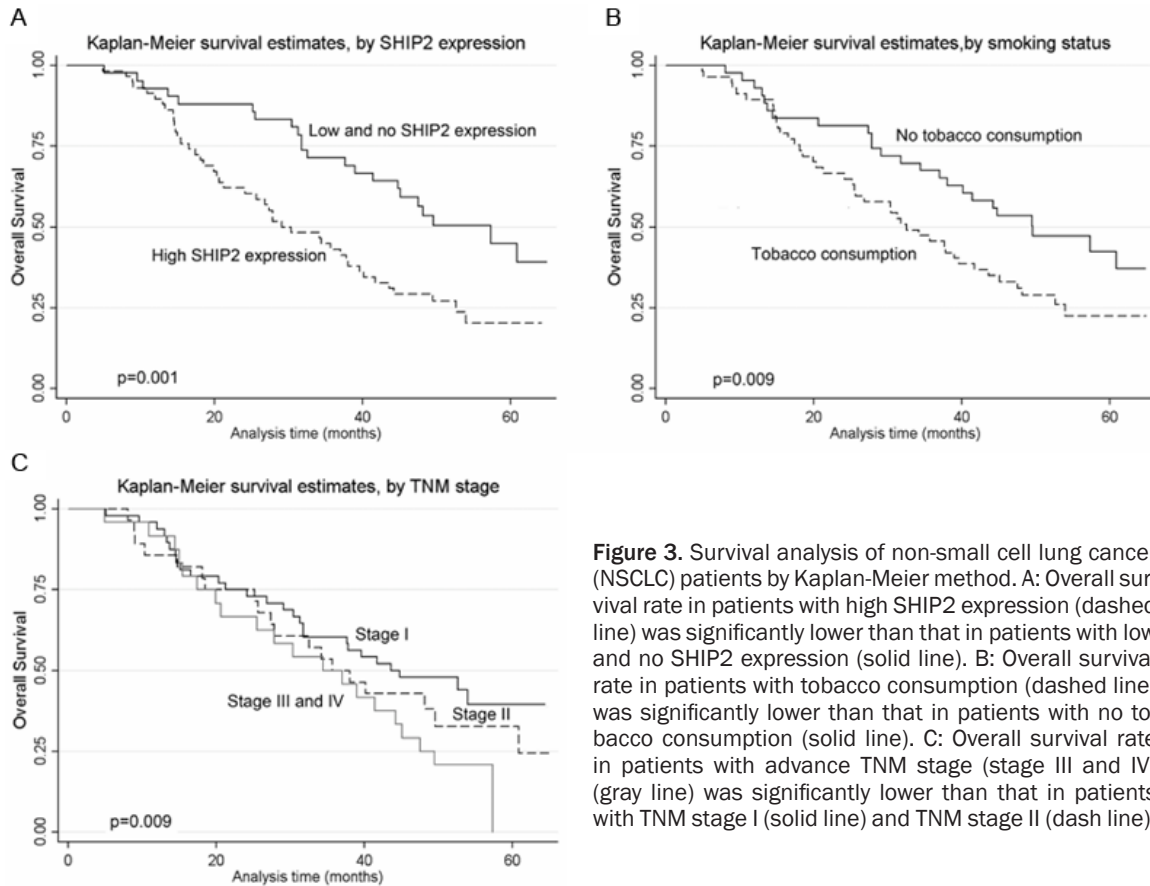 A
Kaplan-Meier survival estimates, by SHIP2 expression
Overall Survival
1.00
0.75
0.50
0.25
0.00
Low and no SHIP2 expression
High SHIP2 expression
p=0.001
0 20 40 60
Analysis time (months)
B
Kaplan-Meier survival estimates,by smoking status
Overall Survival
1.00
0.75
0.50
0.25
0.00
No tobacco consumption
Tobacco consumption
p=0.009
0 20 40 60
Analysis time (months)
C
Kaplan-Meier survival estimates, by TNM stage
Overall Survival
1.00
0.75
0.50
0.25
0.00
Stage I
Stage III and IV
Stage II
p=0.009
0 20 40 60
Analysis time (months)
Figure 3. Survival analysis of non-small cell lung cance
(NSCLC) patients by Kaplan-Meier method. A: Overall sur
vival rate in patients with high SHIP2 expression (dashed
line) was significantly lower than that in patients with low
and no SHIP2 expression (solid line). B: Overall surviva
rate in patients with tobacco consumption (dashed line
was significantly lower than that in patients with no to
bacco consumption (solid line). C: Overall survival rate
in patients with advance TNM stage (stage III and IV
(gray line) was significantly lower than that in patients
with TNM stage I (solid line) and TNM stage II (dash line)